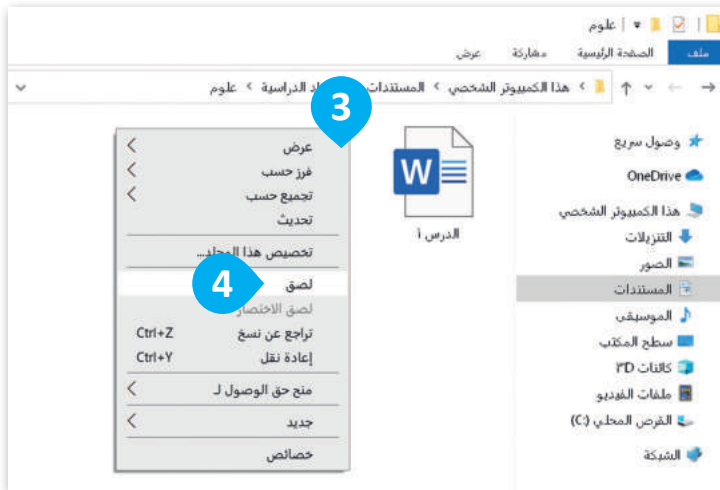 علوم
ملف الصفحة الرئيسية مشاركة عرض
هذا الكمبيوتر الشخصي > المستندات > الدراسية > علوم
3
وصول سريع
OneDrive
هذا الكمبيوتر الشخصي
التنزيلات
الصور
المستندات
الموسيقى
سطح المكتب
كائنات ٣D
ملفات الفيديو
القرص المحلي (C:)
الشبكة
W
الدرس ١
عرض
فرز حسب
تجميع حسب
تحديث
تخصيص هذا المجلد...
4
لصق
لصق الاختصار
تراجع عن نسخ Ctrl+Z
إعادة نقل Ctrl+Y
منح حق الوصول لـ
جديد
خصائص